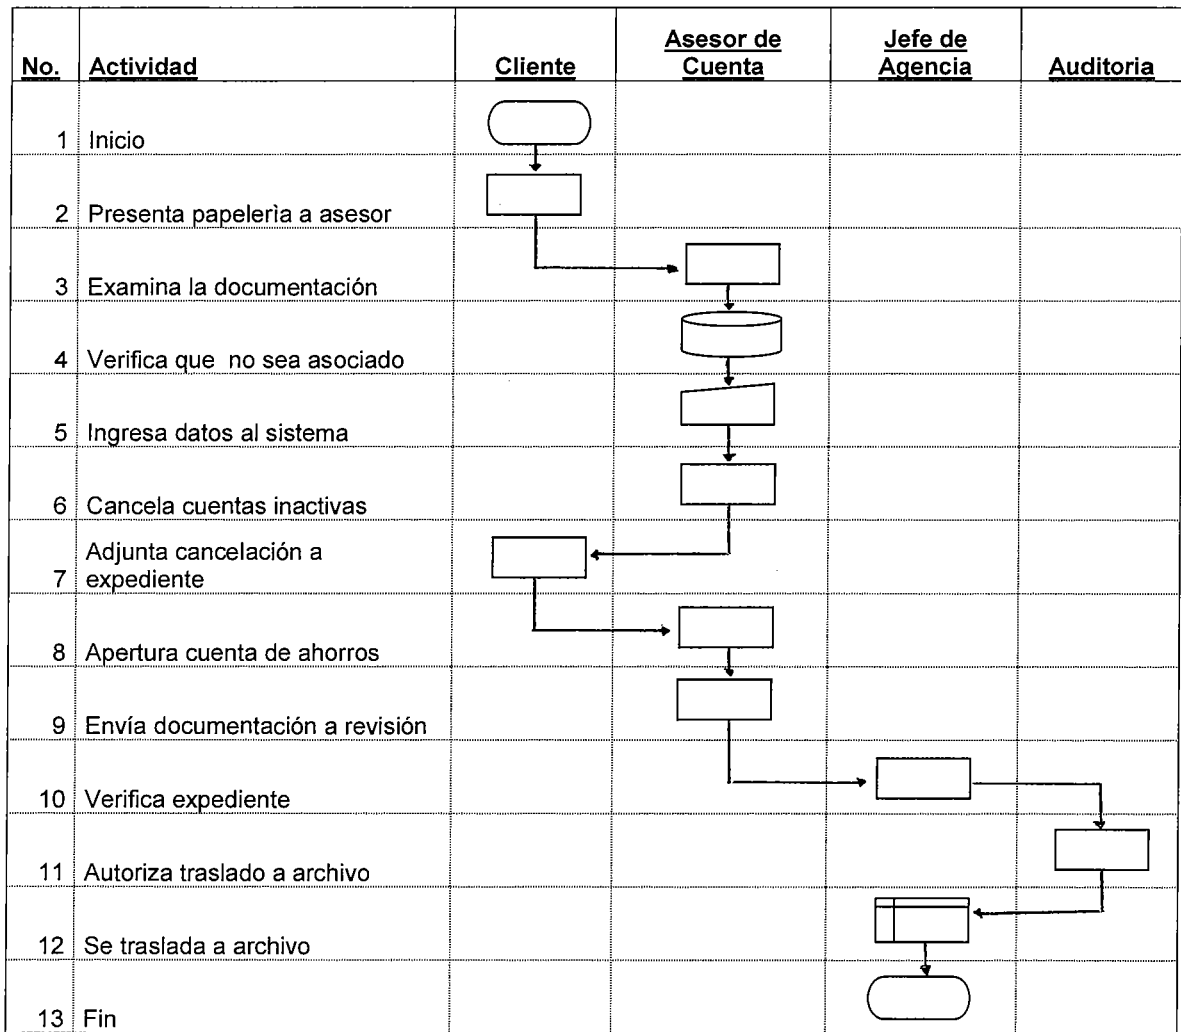 No. Actividad Cliente Asesor de Cuenta Jefe de Agencia Auditoria
1 Inicio
2 Presenta papelerìa a asesor
3 Examina la documentación
4 Verifica que no sea asociado
5 Ingresa datos al sistema
6 Cancela cuentas inactivas
7 Adjunta cancelación a
expediente
8 Apertura cuenta de ahorros
9 Envía documentación a revisión
10 Verifica expediente
11 Autoriza traslado a archivo
12 Se traslada a archivo
13 Fin